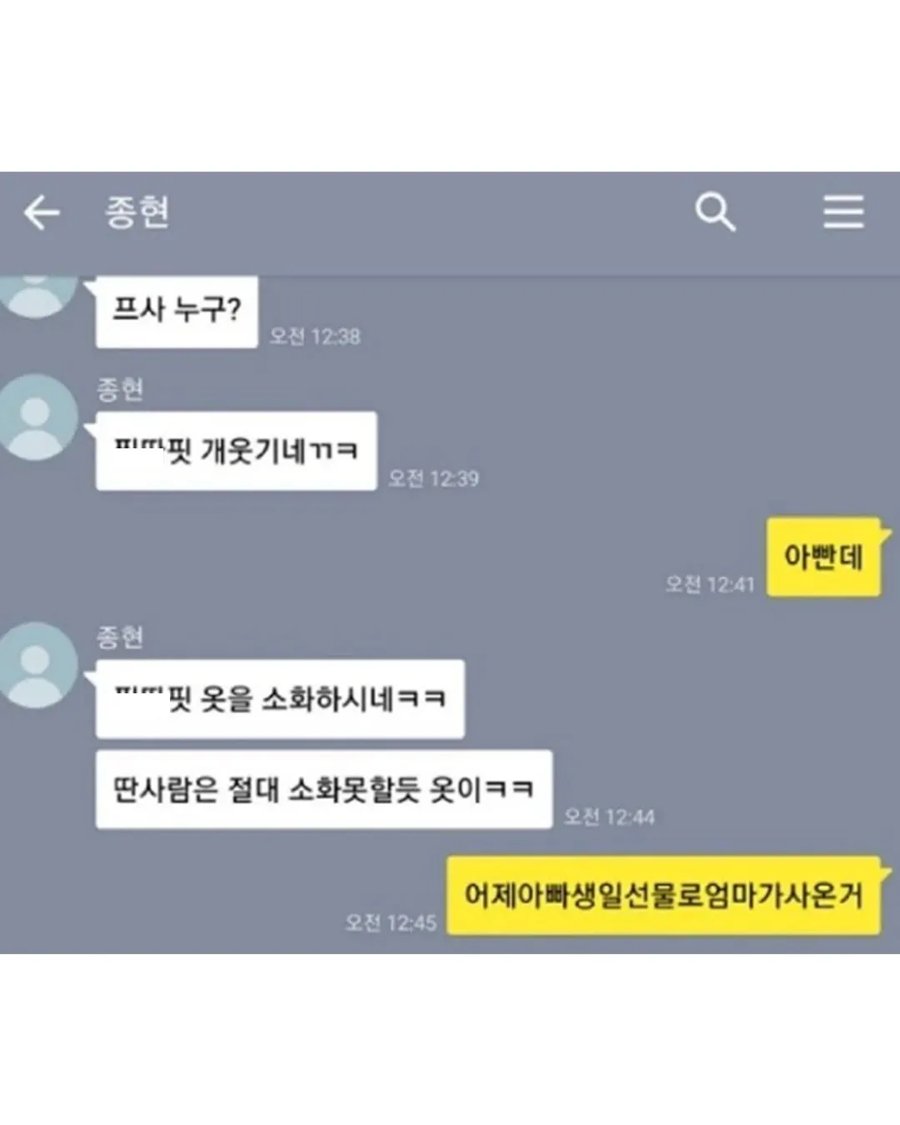 종현
프사 누구?
오전 12:38
종현
핏 개웃기네ㄲㅋ
오전 12:39
아빤데
오전 12:41
종현
핏 옷을 소화하시네ㅋㅋ
딴사람은 절대 소화못할듯 옷이ㅋㅋ
오전 12:44
어제아빠생일선물로엄마가사온거
오전 12:45